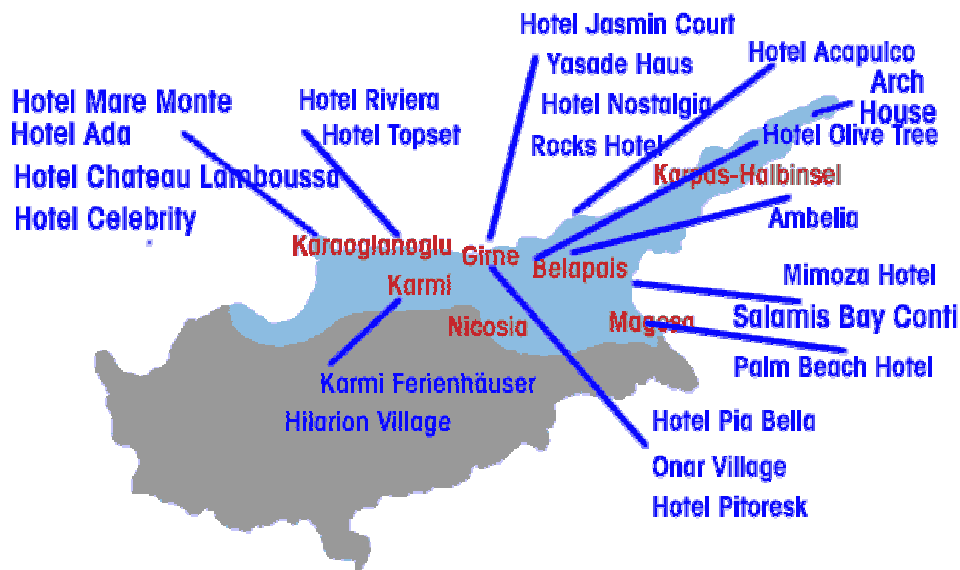 Hotel Jasmin Court
Yasade Haus
Hotel Acapulco
Arch
House
Hotel Mare Monte
Hotel Riviera
Hotel Nostalgia
Hotel Ada
Hotel Topset
Rocks Hotel
Hotel Olive Tree
Hotel Chateau Lamboussa
Karpas-Halbinsel
Hotel Celebrity
Ambelia
Karaoglanoglu
Girne
Belapais
Karmi
Mimoza Hotel
Nicosia
Magosa
Salamis Bay Conti
Palm Beach Hotel
Karmi Ferienhäuser
Hilarion Village
Hotel Pia Bella
Onar Village
Hotel Pitoresk